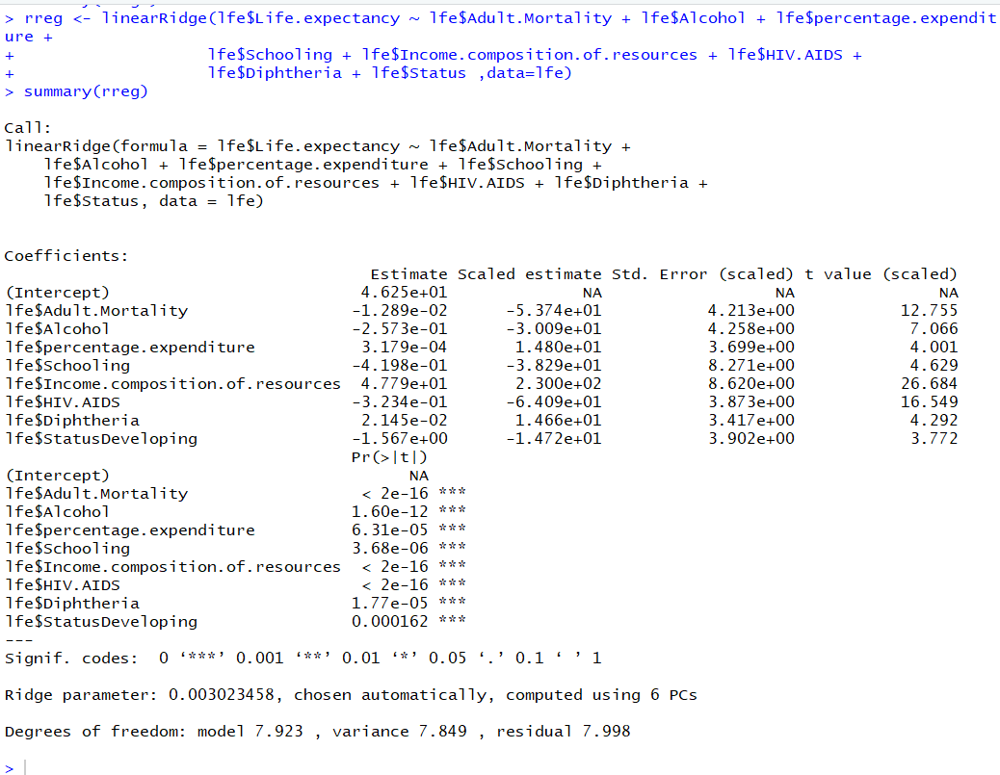 > rreg <- linearRidge(lfe$Life.expectancy ~ lfe$Adult.Mortality + lfe$Alcohol + lfe$percentage.expendit
ure +
+                     lfe$Schooling + lfe$Income.composition.of.resources + lfe$HIV.AIDS +
+                     lfe$Diphtheria + lfe$Status ,data=lfe)
> summary(rreg)

Call:
linearRidge(formula = lfe$Life.expectancy ~ lfe$Adult.Mortality +
    lfe$Alcohol + lfe$percentage.expenditure + lfe$Schooling +
    lfe$Income.composition.of.resources + lfe$HIV.AIDS + lfe$Diphtheria +
    lfe$Status, data = lfe)


Coefficients:
                                      Estimate Scaled estimate Std. Error (scaled) t value (scaled)
(Intercept)                          4.625e+01              NA                  NA               NA
lfe$Adult.Mortality                 -1.289e-02      -5.374e+01           4.213e+00           12.755
lfe$Alcohol                         -2.573e-01      -3.009e+01           4.258e+00            7.066
lfe$percentage.expenditure           3.179e-04       1.480e+01           3.699e+00            4.001
lfe$Schooling                       -4.198e-01      -3.829e+01           8.271e+00            4.629
lfe$Income.composition.of.resources  4.779e+01       2.300e+02           8.620e+00           26.684
lfe$HIV.AIDS                        -3.234e-01      -6.409e+01           3.873e+00           16.549
lfe$Diphtheria                       2.145e-02       1.466e+01           3.417e+00            4.292
lfe$StatusDeveloping                -1.567e+00      -1.472e+01           3.902e+00            3.772
                                    Pr(>|t|)
(Intercept)                               NA
lfe$Adult.Mortality                  < 2e-16 ***
lfe$Alcohol                         1.60e-12 ***
lfe$percentage.expenditure          6.31e-05 ***
lfe$Schooling                       3.68e-06 ***
lfe$Income.composition.of.resources  < 2e-16 ***
lfe$HIV.AIDS                         < 2e-16 ***
lfe$Diphtheria                      1.77e-05 ***
lfe$StatusDeveloping                0.000162 ***
---
Signif. codes:  0 ‘***’ 0.001 ‘**’ 0.01 ‘*’ 0.05 ‘.’ 0.1 ‘ ’ 1

Ridge parameter: 0.003023458, chosen automatically, computed using 6 PCs

Degrees of freedom: model 7.923 , variance 7.849 , residual 7.998

>